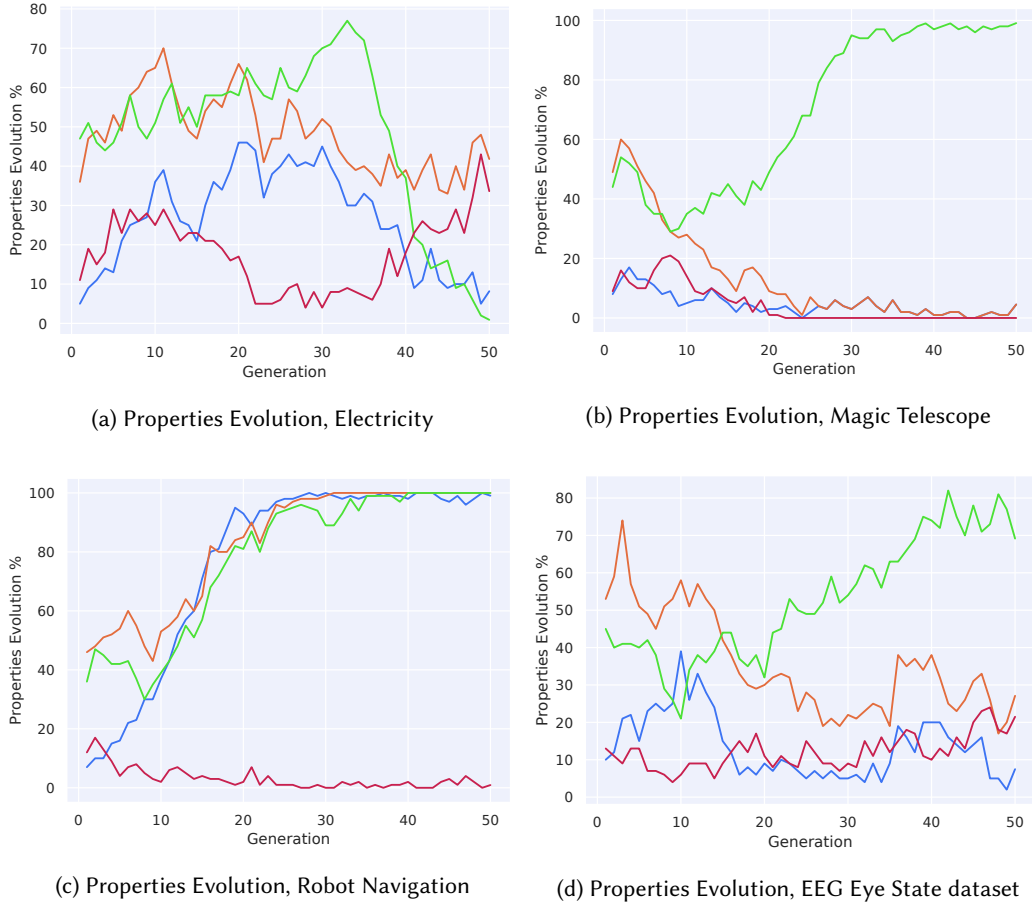 80
70
60
50
40
30
20
10
0
Properties Evolution %
0 10 20 30 40 50
Generation
(a) Properties Evolution, Electricity
100
80
60
40
20
0
Properties Evolution %
0 10 20 30 40 50
Generation
(b) Properties Evolution, Magic Telescope
100
80
60
40
20
0
Properties Evolution %
0 10 20 30 40 50
Generation
(c) Properties Evolution, Robot Navigation
80
70
60
50
40
30
20
10
0
Properties Evolution %
0 10 20 30 40 50
Generation
(d) Properties Evolution, EEG Eye State dataset